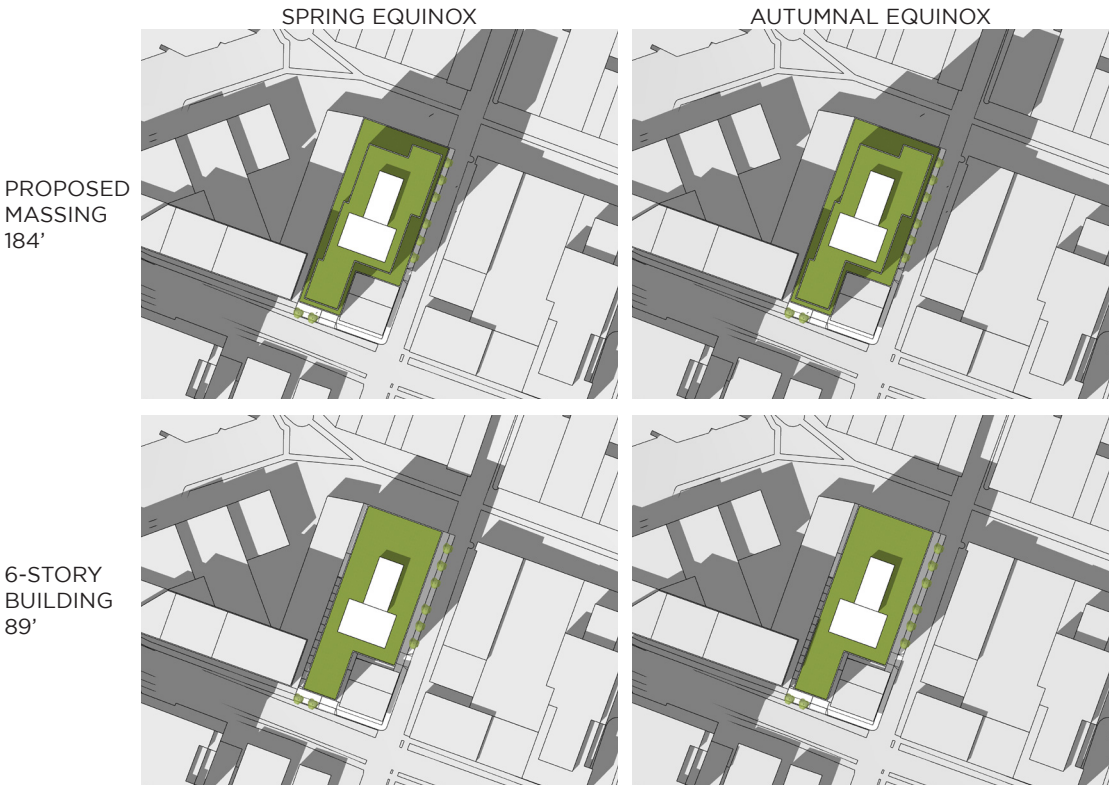 SPRING EQUINOX
AUTUMNAL EQUINOX
PROPOSED
MASSING
184’
6-STORY
BUILDING
89’